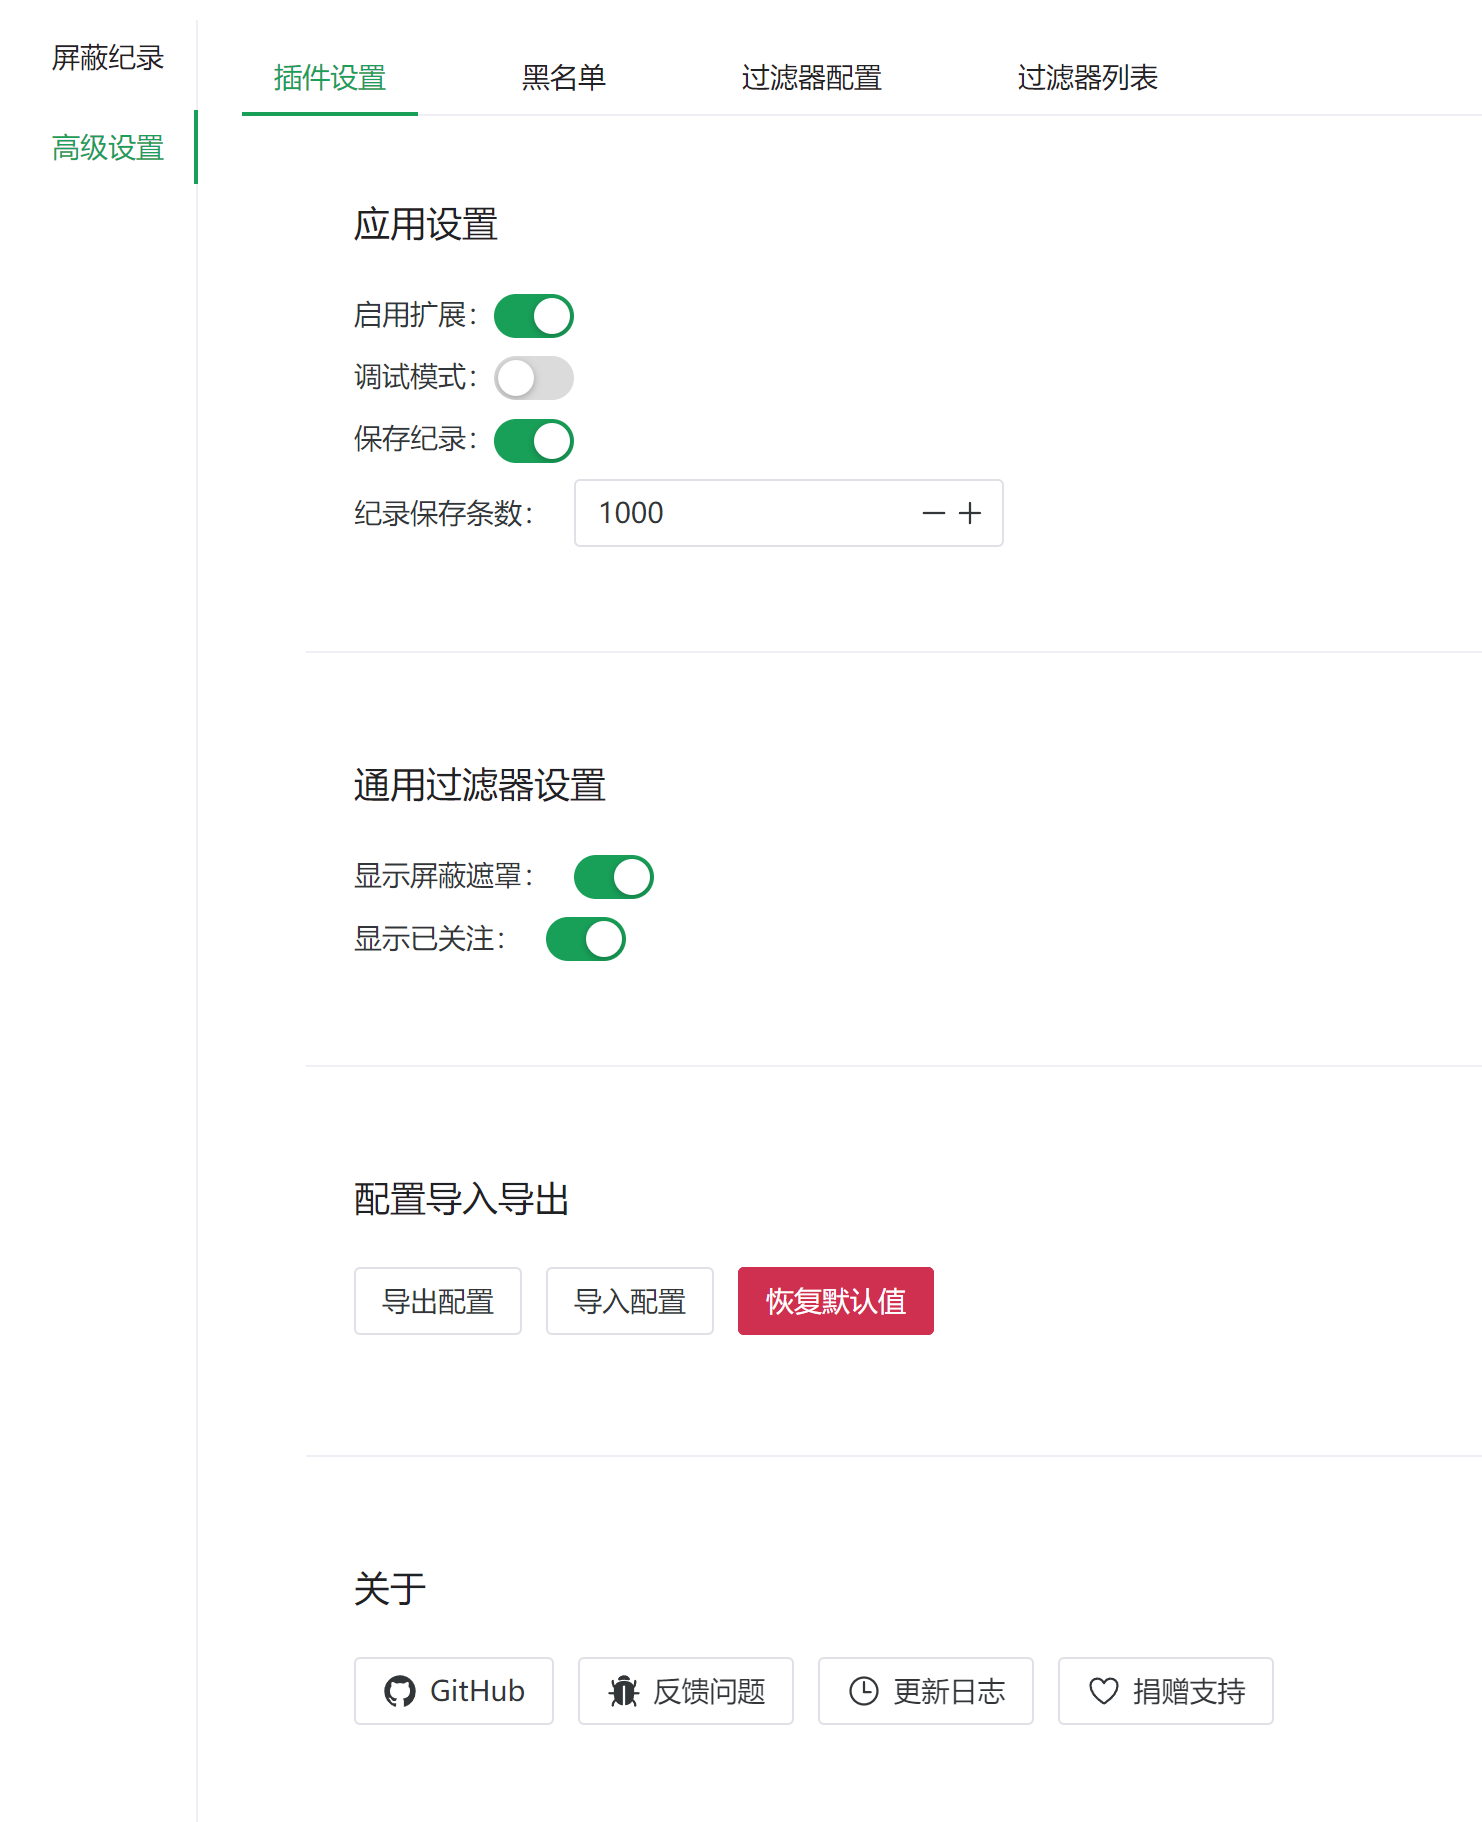 屏蔽纪录
高级设置
插件设置 黑名单 过滤器配置 过滤器列表
应用设置
启用扩展：
调试模式：
保存纪录：
纪录保存条数： 1000
通用过滤器设置
显示屏蔽遮罩：
显示已关注：
配置导入导出
导出配置 导入配置 恢复默认值
关于
GitHub 反馈问题 更新日志 捐赠支持